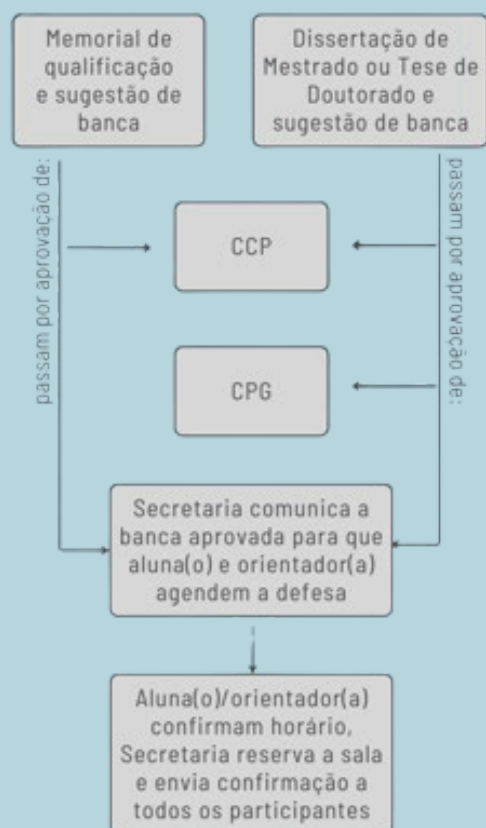 Memorial de
qualificação
e sugestão de
banca
Dissertação de
Mestrado ou Tese de
Doutorado e
sugestão de banca
passam por aprovação de:
passam por aprovação de:
CCP
CPG
Secretaria comunica a
banca aprovada para que
aluna(o) e orientador(a)
agendem a defesa
Aluna(o)/orientador(a)
confirmam horário,
Secretaria reserva a sala
e envia confirmação a
todos os participantes